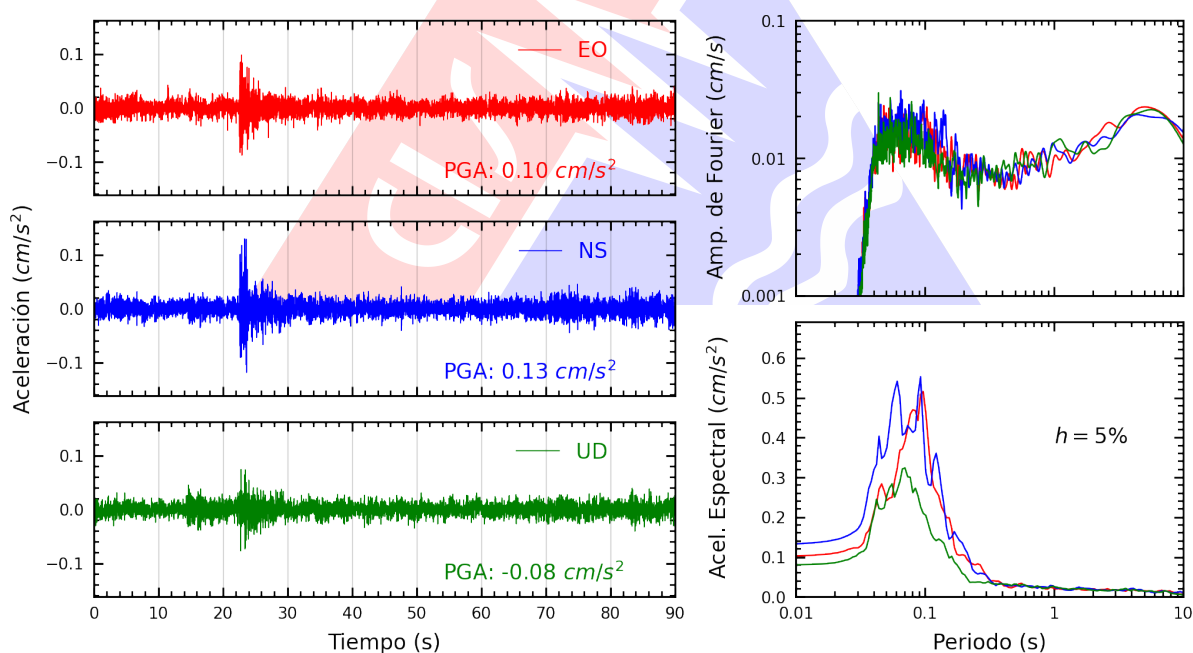 Aceleración (cm/s²)
0.1
0.0
−0.1
EO
PGA: 0.10 cm/s²
0.1
0.0
−0.1
NS
PGA: 0.13 cm/s²
0.1
0.0
−0.1
UD
PGA: -0.08 cm/s²
0 10 20 30 40 50 60 70 80 90
Tiempo (s)
Amp. de Fourier (cm/s)
0.1
0.01
0.001
Acel. Espectral (cm/s²)
0.6
0.5
0.4
0.3
0.2
0.1
0.0
h = 5%
0.01 0.1 1 10
Periodo (s)